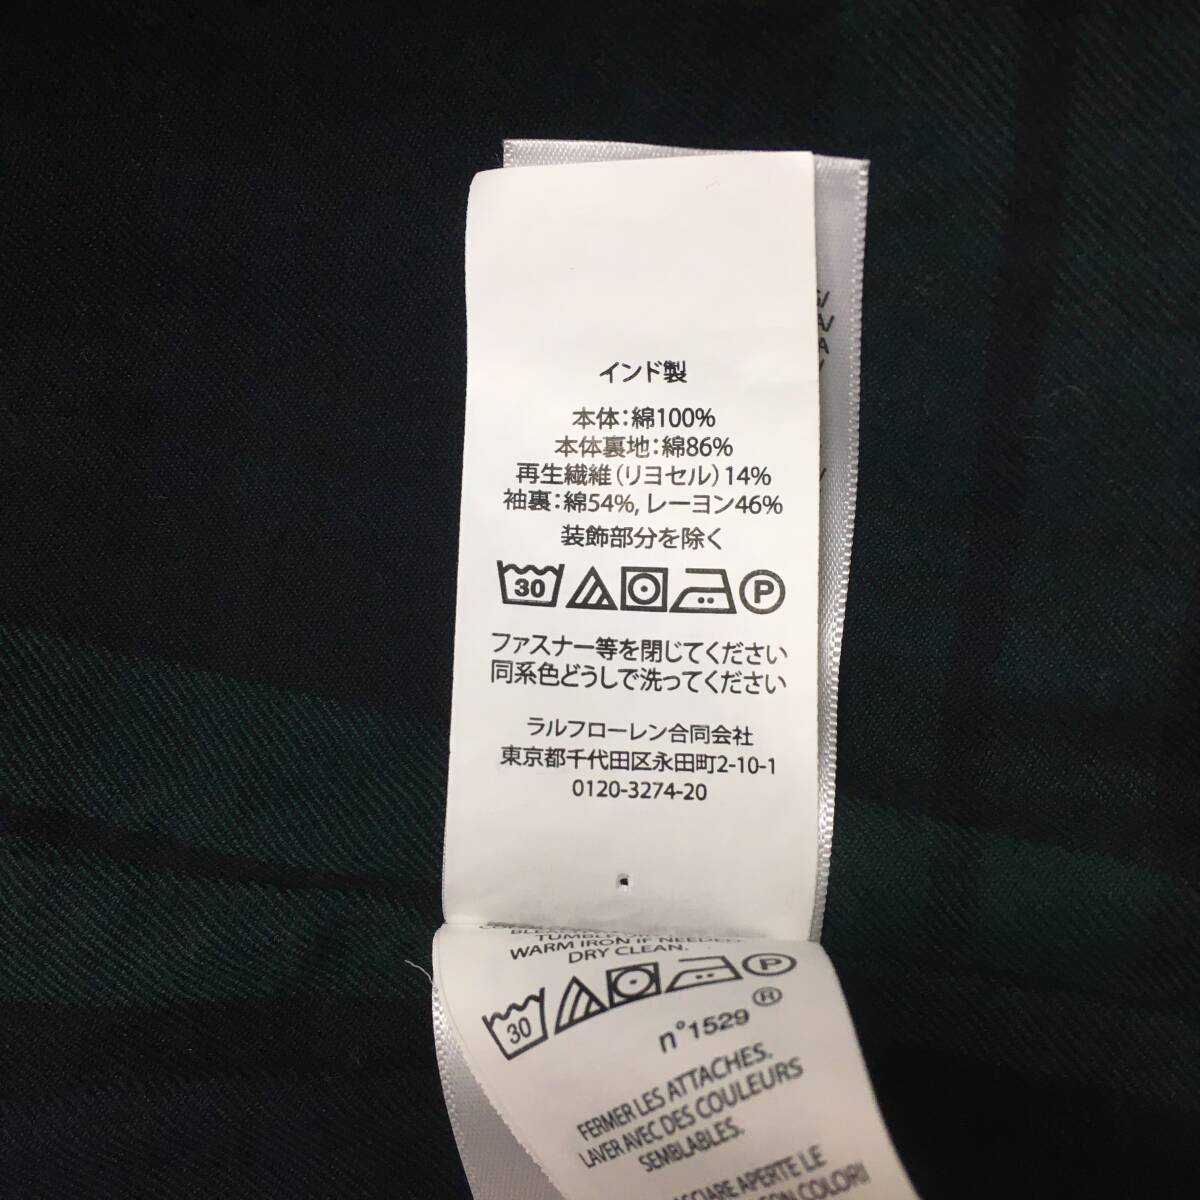 インド製
本体：綿100%
本体裏地：綿86%
再生繊維（リヨセル）14%
袖裏：綿54%, レーヨン46%
装飾部分を除く
30 P
ファスナー等を閉じてください
同系色どうしで洗ってください
ラルフローレン合同会社
東京都千代田区永田町2-10-1
0120-3274-20
WARM IRON IF NEEDED.
DRY CLEAN.
30 P
n°1529 ®
FERMER LES ATTACHES.
LAVER AVEC DES COULEURS
SEMBLABLES.
APERTE LE
COLORI